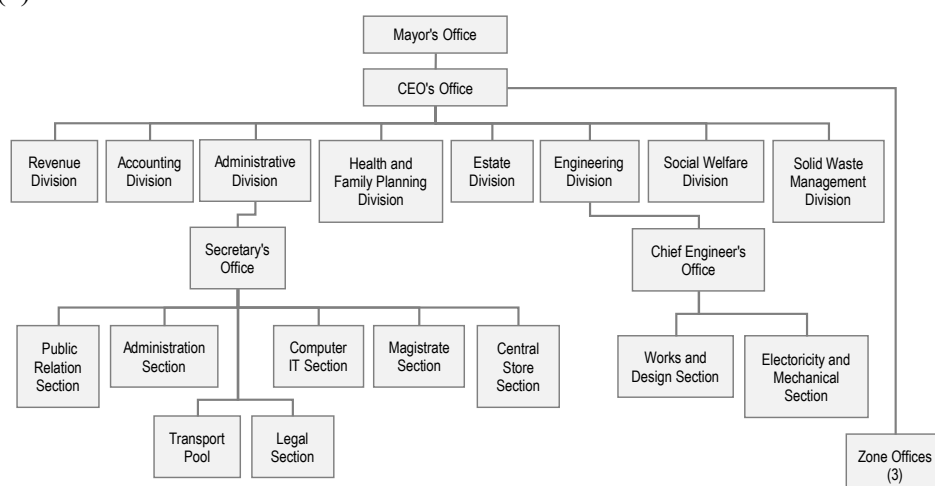 Mayor's Office
CEO's Office
Revenue
Division
Accounting
Division
Administrative
Division
Health and
Family Planning
Division
Estate
Division
Engineering
Division
Social Welfare
Division
Solid Waste
Management
Division
Secretary's
Office
Chief Engineer's
Office
Public
Relation
Section
Administration
Section
Computer
IT Section
Magistrate
Section
Central
Store
Section
Works and
Design Section
Electoricity and
Mechanical
Section
Transport
Pool
Legal
Section
Zone Offices
(3)